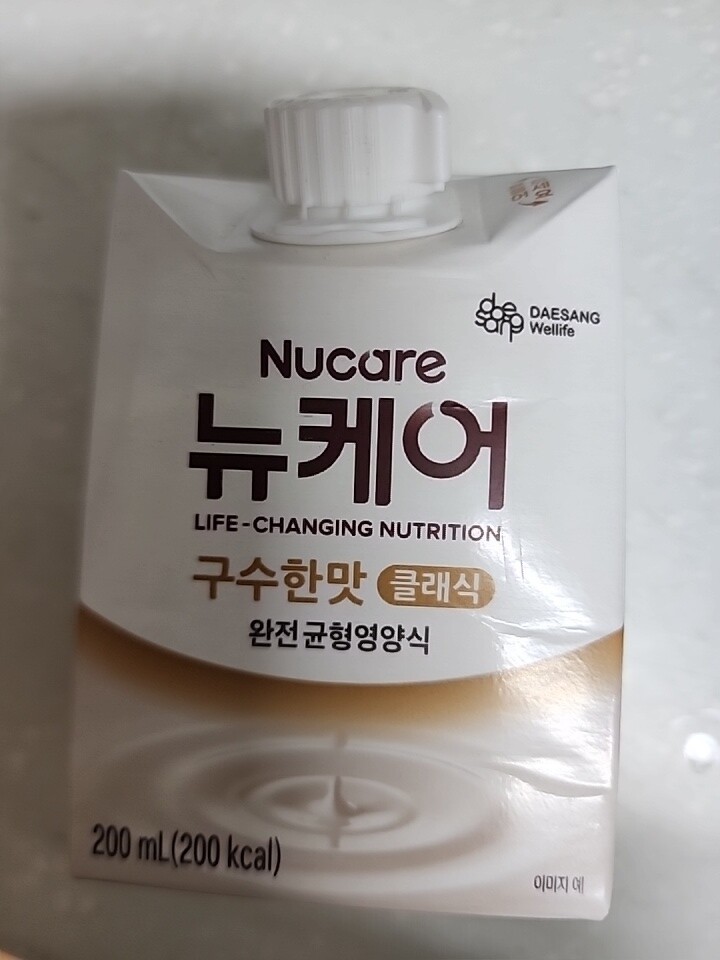 DAESANG
Wellife
Nucare
뉴케어
LIFE-CHANGING NUTRITION
구수한맛 클래식
완전균형영양식
200 mL(200 kcal)
이미지 예